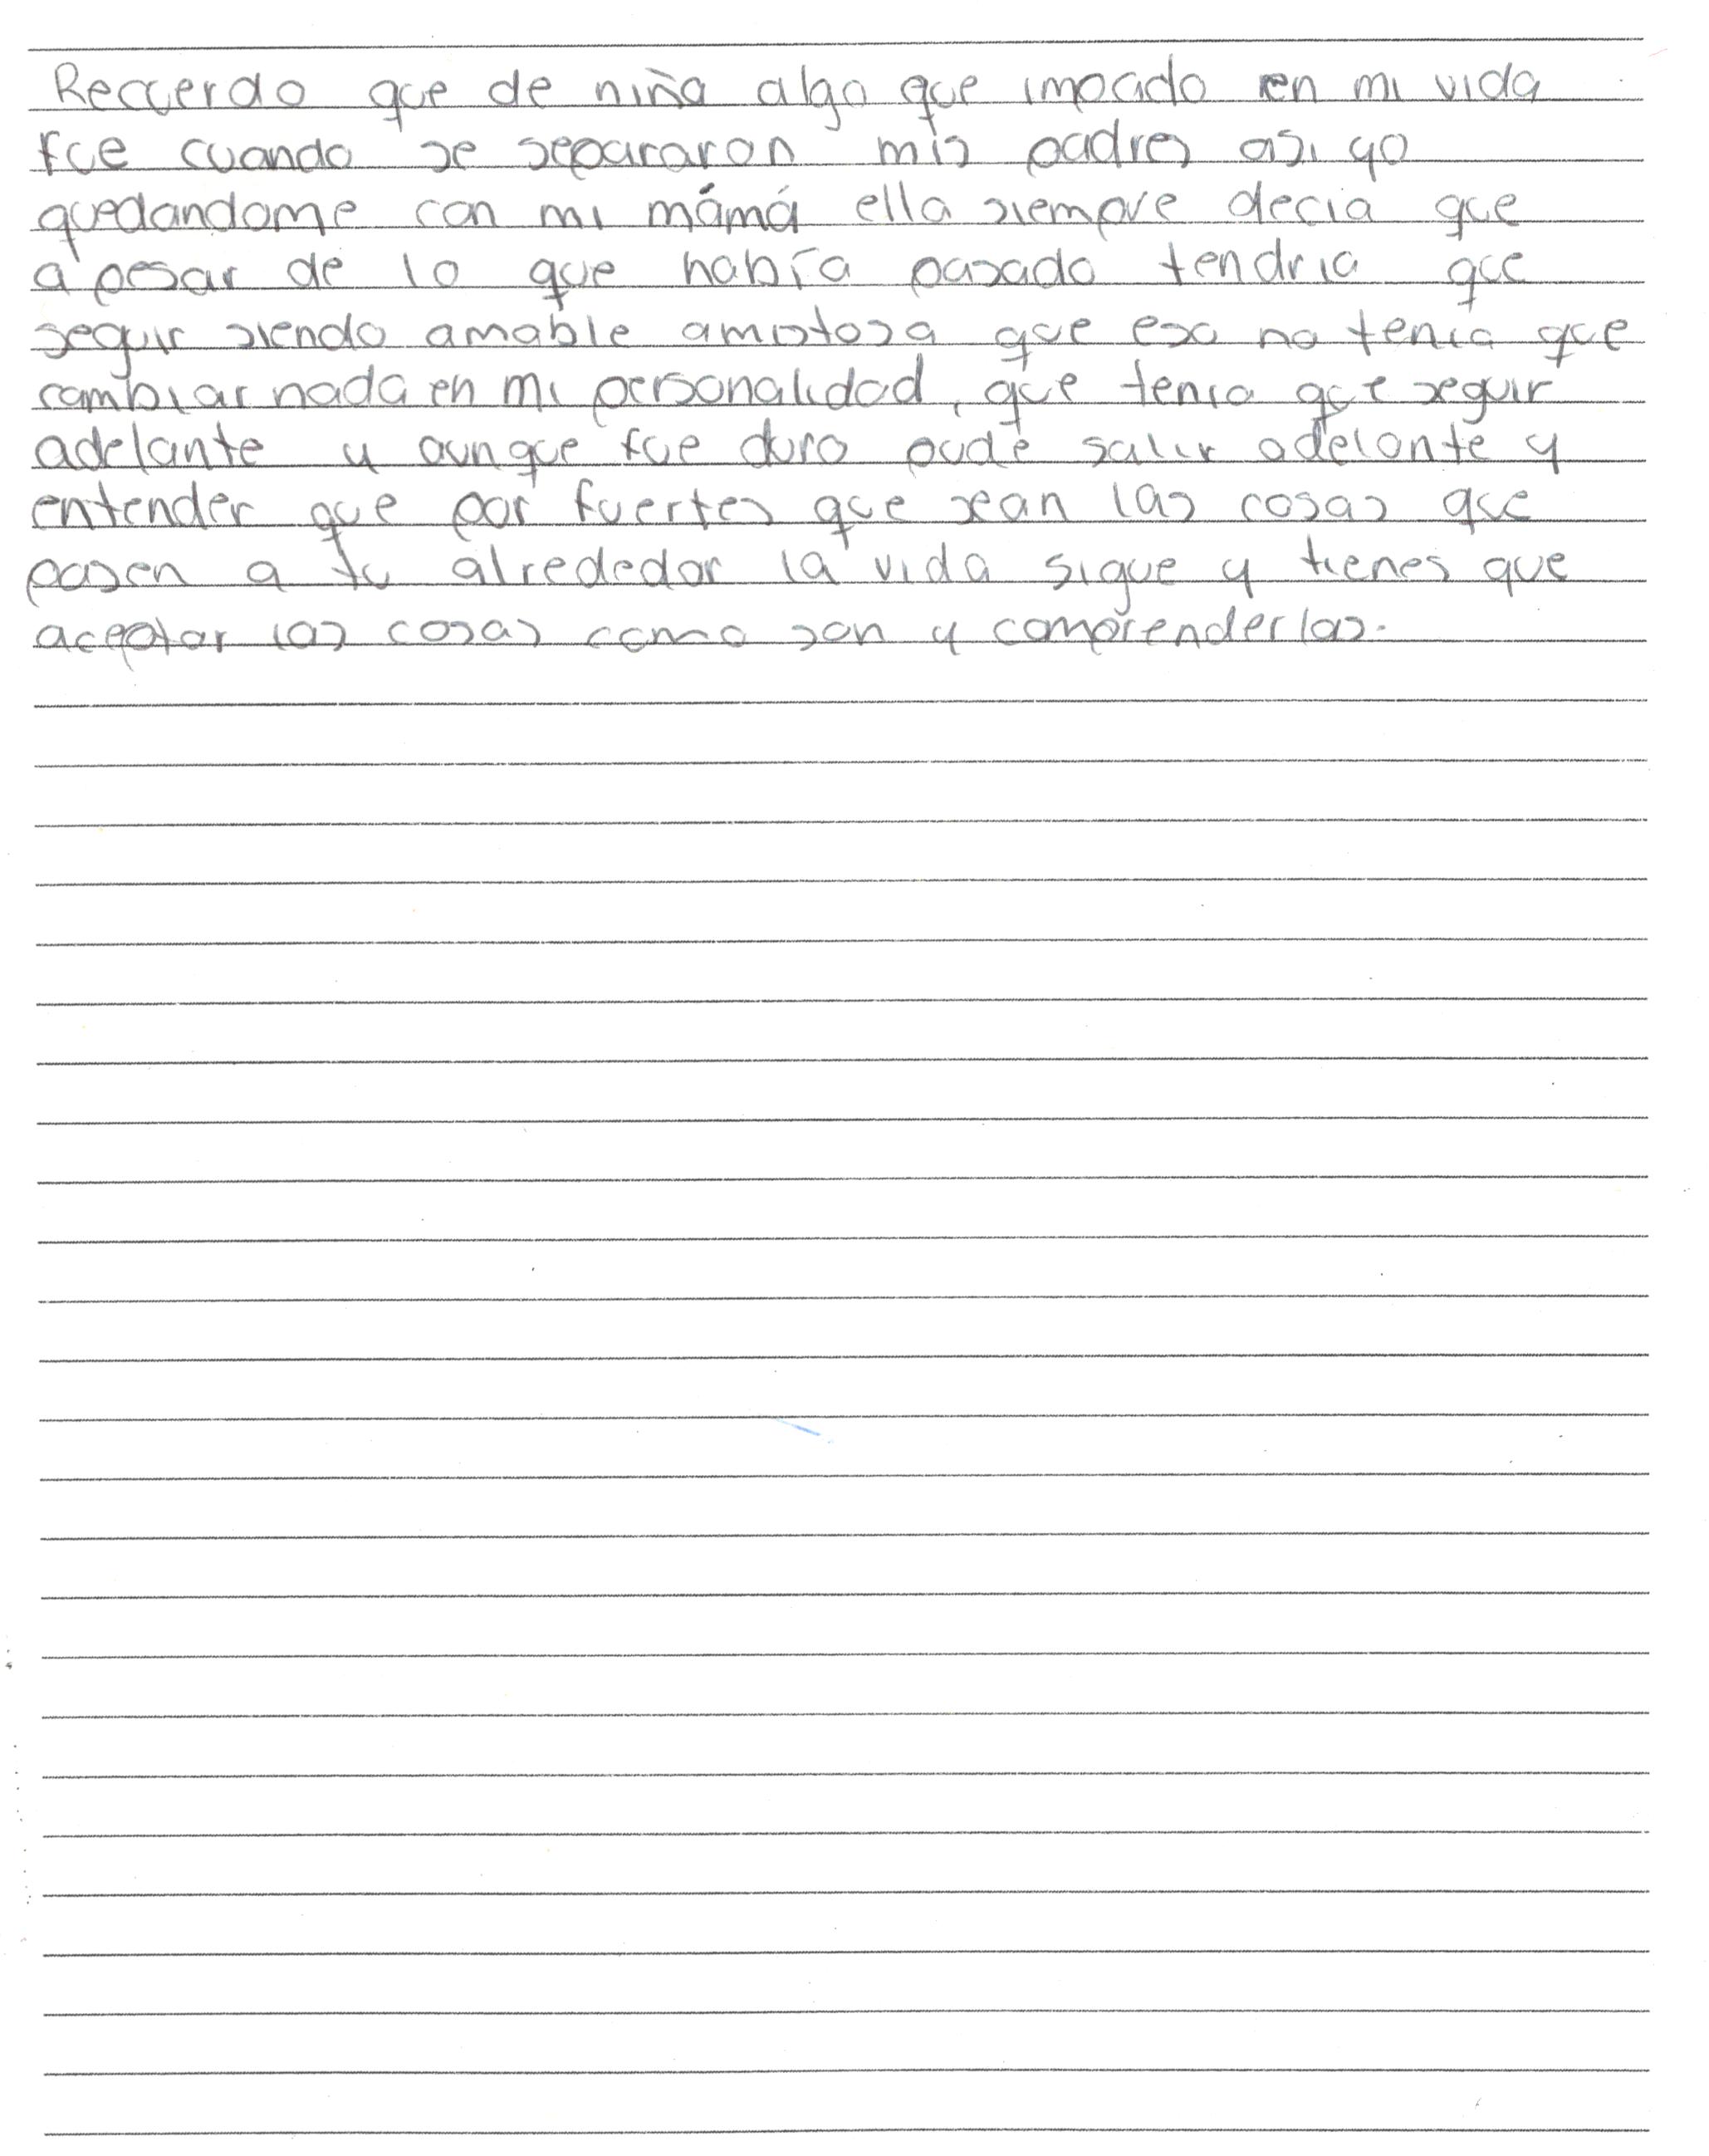 Recuerdo que de niña algo que impacto en mi vida
fue cuando se separaron mis padres asi yo
quedandome con mi mámá ella siempre decia que
a pesar de lo que había pasado tendria que
seguir siendo amable amistosa que eso no tenia que
cambiar nada en mi personalidad, que tenia que seguir
adelante y aunque fue duro pude salir adelante y
entender que por fuertes que sean las cosas que
pasen a tu alrededor la vida sigue y tienes que
aceptar las cosas como son y comprenderlas.